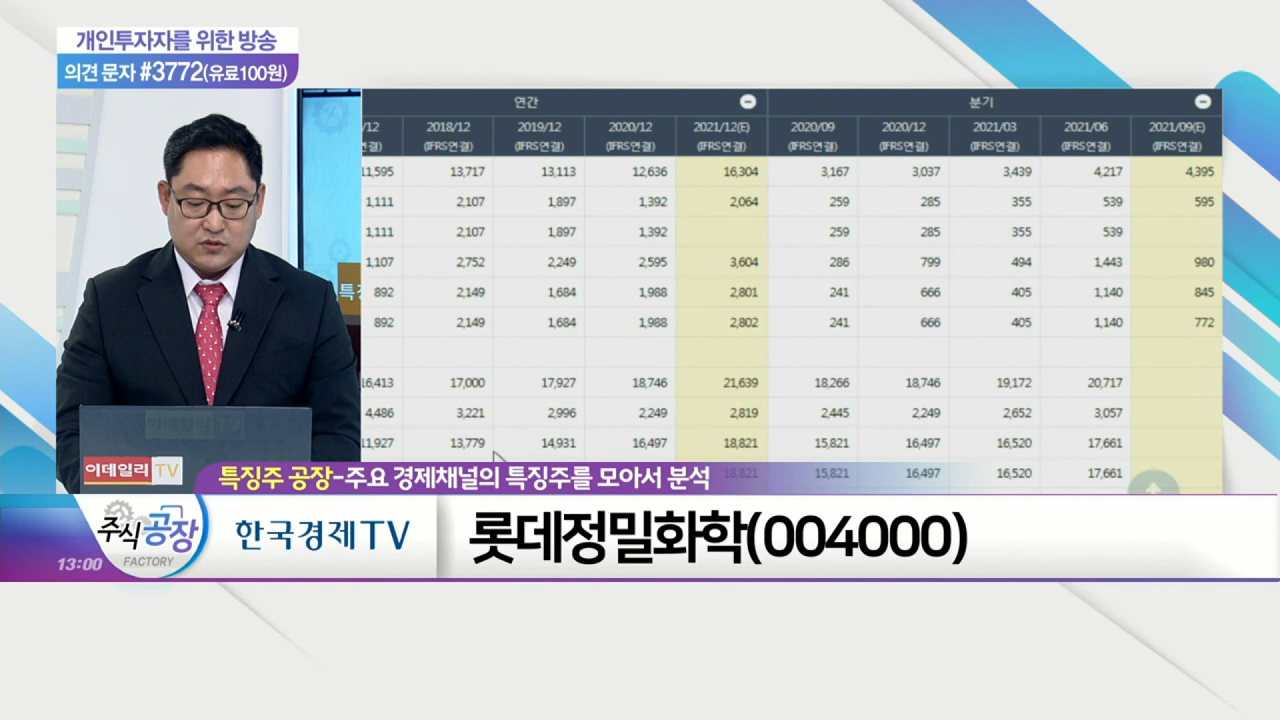 개인투자자를 위한 방송
의견 문자 #3772(유료100원)
연간 분기
/12 2018/12 2019/12 2020/12 2021/12(E) 2020/09 2020/12 2021/03 2021/06 2021/09(E)
결) (IFRS연결) (IFRS연결) (IFRS연결) (IFRS연결) (IFRS연결) (IFRS연결) (IFRS연결) (IFRS연결) (IFRS연결)
11,595 13,717 13,113 12,636 16,304 3,167 3,037 3,439 4,217 4,395
1,111 2,107 1,897 1,392 2,064 259 285 355 539 595
1,111 2,107 1,897 1,392 259 285 355 539
1,107 2,752 2,249 2,595 3,604 286 799 494 1,443 980
892 2,149 1,684 1,988 2,801 241 666 405 1,140 845
892 2,149 1,684 1,988 2,802 241 666 405 1,140 772
16,413 17,000 17,927 18,746 21,639 18,266 18,746 19,172 20,717
4,486 3,221 2,996 2,249 2,819 2,445 2,249 2,652 3,057
11,927 13,779 14,931 16,497 18,821 15,821 16,497 16,520 17,661
18,821 15,821 16,497 16,520 17,661
특징
이데일리TV
이데일리TV
특징주 공장-주요 경제채널의 특징주를 모아서 분석
주식공장
FACTORY
13:00
한국경제TV
롯데정밀화학(004000)